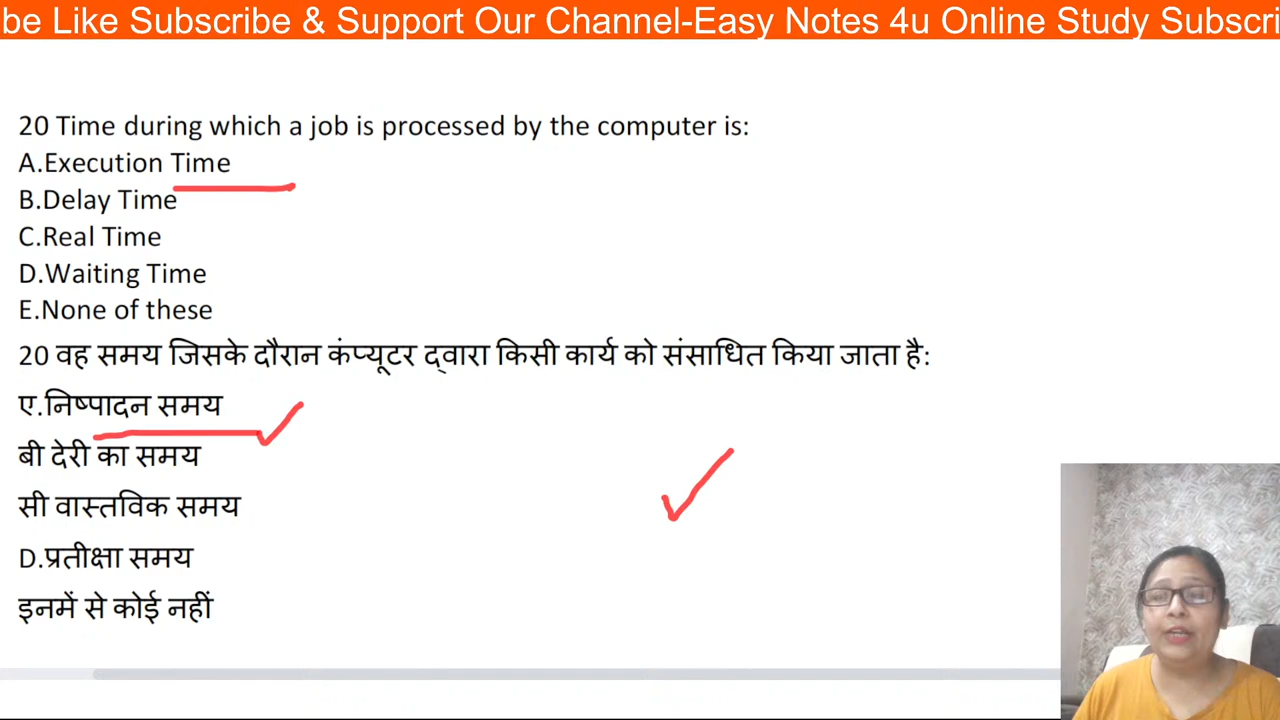 be Like Subscribe & Support Our Channel-Easy Notes 4u Online Study Subscri
20 Time during which a job is processed by the computer is:
A.Execution Time
B.Delay Time
C.Real Time
D.Waiting Time
E.None of these
20 वह समय जिसके दौरान कंप्यूटर द्वारा किसी कार्य को संसाधित किया जाता है:
ए.निष्पादन समय
बी देरी का समय
सी वास्तविक समय
D.प्रतीक्षा समय
इनमें से कोई नहीं